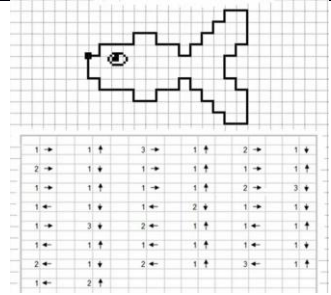 1 → 1 ↑ 3 → 1 ↑ 2 → 1 ↓
2 → 1 ↓ 1 → 1 ↑ 1 → 1 ↑
1 → 1 ↑ 1 → 1 ↑ 2 → 3 ↓
1 ← 1 ↓ 1 ← 2 ↓ 1 → 1 ↓
1 → 3 ↓ 2 ← 1 ↑ 1 ← 1 ↑
1 ← 1 ↑ 1 ← 1 ↑ 1 ← 1 ↓
2 ← 1 ↓ 2 ← 1 ↑ 3 ← 1 ↑
1 ← 2 ↑